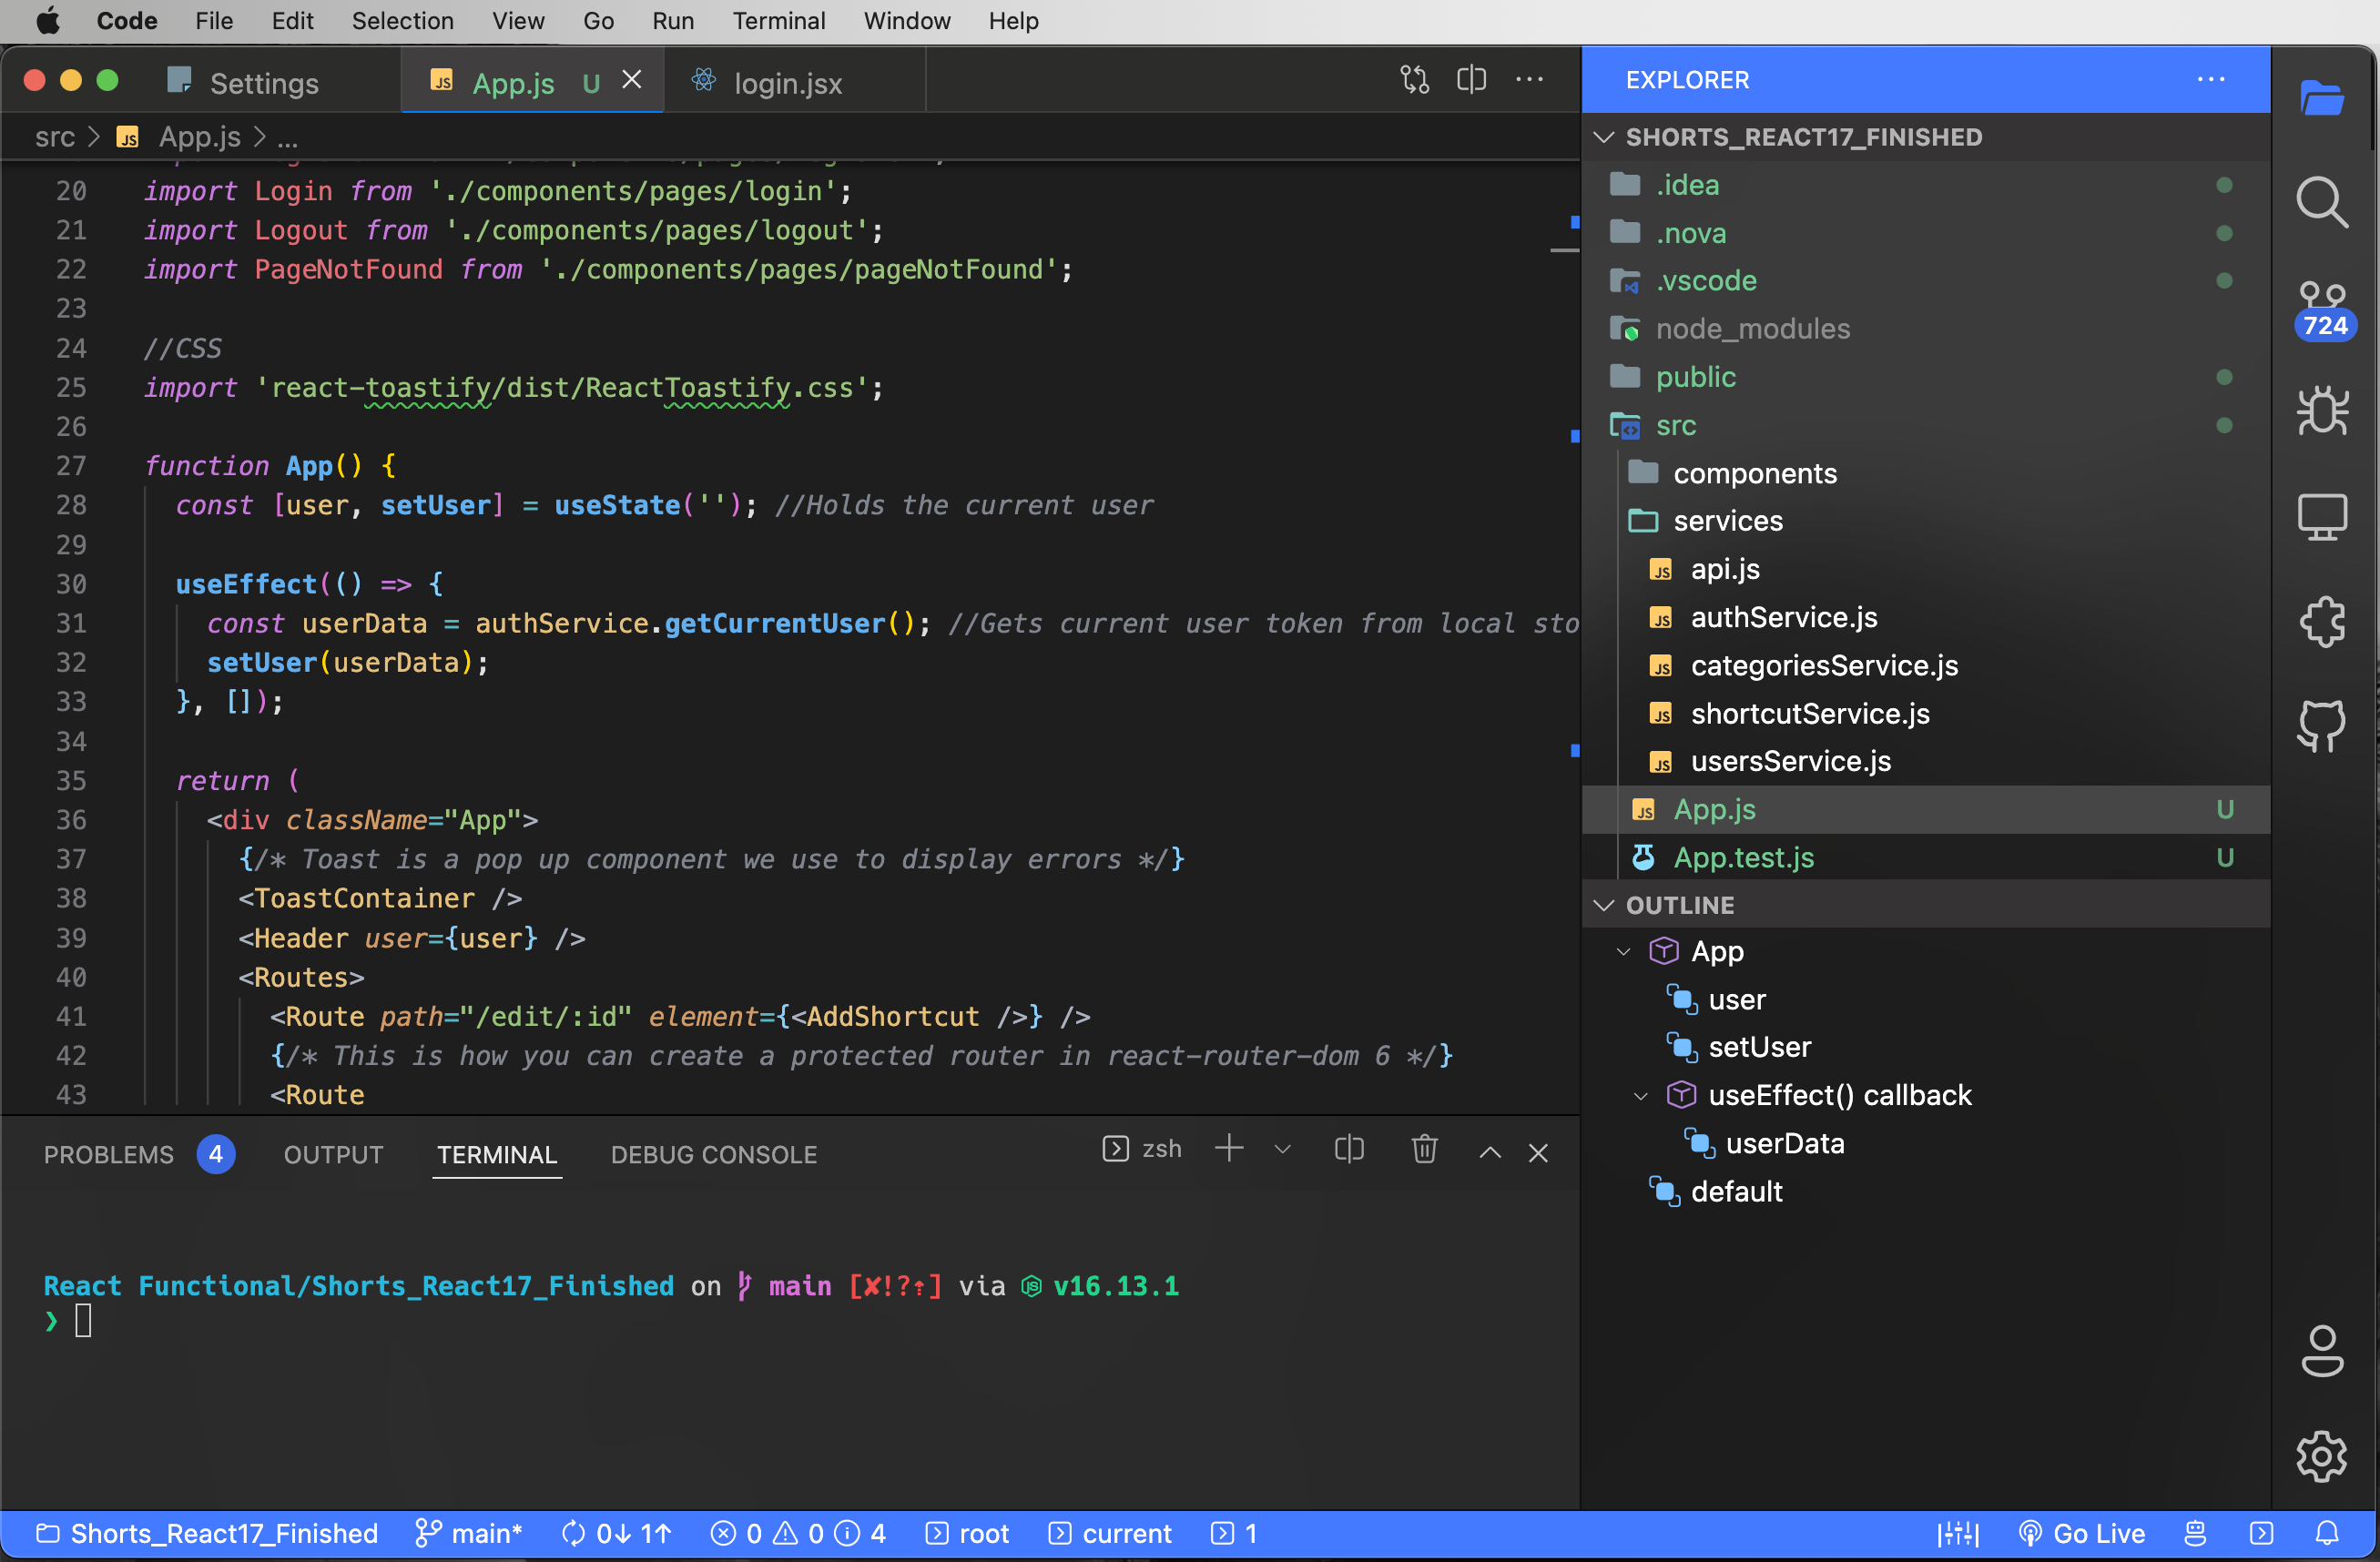 Code File Edit Selection View Go Run Terminal Window Help
Settings
App.js U
login.jsx
src > App.js > ...
20 import Login from './components/pages/login';
21 import Logout from './components/pages/logout';
22 import PageNotFound from './components/pages/pageNotFound';
23
24 //CSS
25 import 'react-toastify/dist/ReactToastify.css';
26
27 function App() {
28 const [user, setUser] = useState(''); //Holds the current user
29
30 useEffect(() => {
31 const userData = authService.getCurrentUser(); //Gets current user token from local sto
32 setUser(userData);
33 }, []);
34
35 return (
36 <div className="App">
37 {/* Toast is a pop up component we use to display errors */}
38 <ToastContainer />
39 <Header user={user} />
40 <Routes>
41 <Route path="/edit/:id" element={<AddShortcut />} />
42 {/* This is how you can create a protected router in react-router-dom 6 */}
43 <Route
PROBLEMS 4 OUTPUT TERMINAL DEBUG CONSOLE
zsh
React Functional/Shorts_React17_Finished on main [✘!?⇡] via v16.13.1
❯
EXPLORER ...
SHORTS_REACT17_FINISHED
.idea
.nova
.vscode
node_modules
public
src
components
services
JS api.js
JS authService.js
JS categoriesService.js
JS shortcutService.js
JS usersService.js
JS App.js U
App.test.js U
OUTLINE
App
user
setUser
useEffect() callback
userData
default
724
Shorts_React17_Finished main* 0↓ 1↑ 0 0 4 root current 1
Go Live